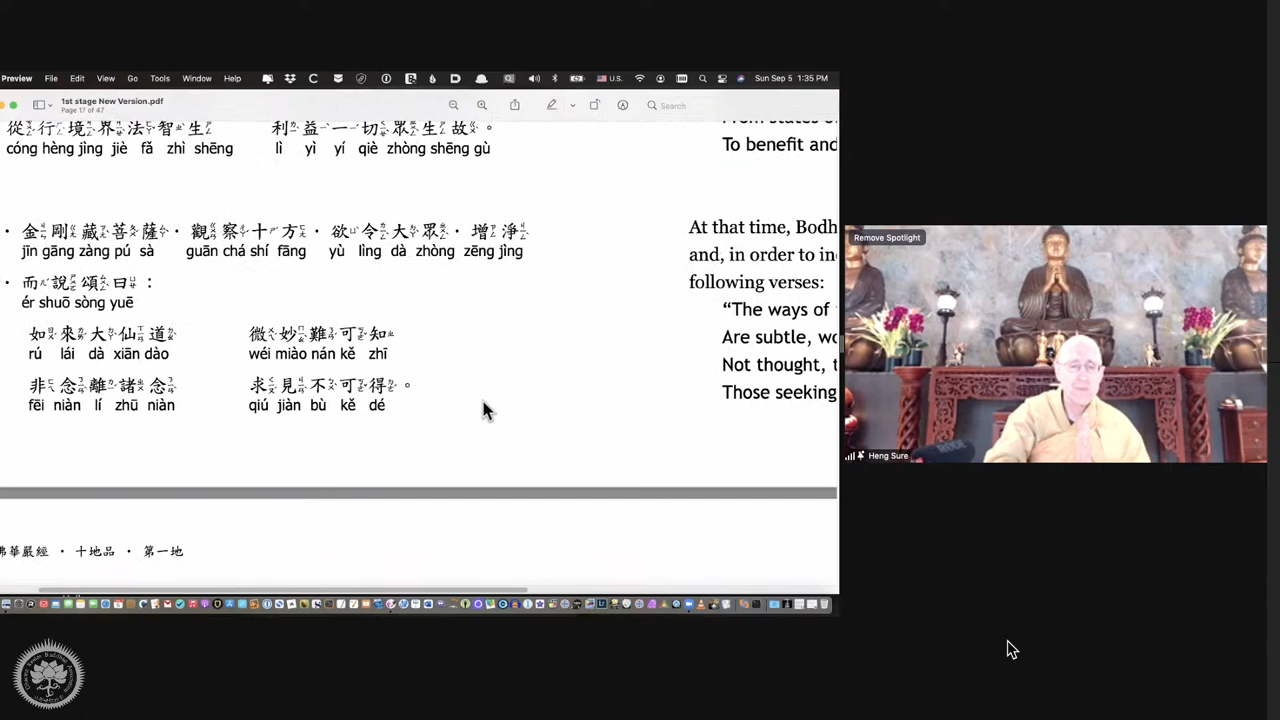 Preview File Edit View Go Tools Window Help U.S. Sun Sep 5 1:35 PM
1st stage New Version.pdf
Page 17 of 47
Search
從行境界法智生 利益一切眾生故。
cóng hèng jìng jiè fǎ zhì shēng lì yì yí qiè zhòng shēng gù
To benefit and
· 金剛藏菩薩 · 觀察十方 · 欲令大眾 · 增淨
jīn gāng zàng pú sà guān chá shí fāng yù lìng dà zhòng zēng jìng
· 而說頌曰：
ér shuō sòng yuē
如來大仙道 微妙難可知
rú lái dà xiān dào wéi miào nán kě zhī
非念離諸念 求見不可得。
fēi niàn lí zhū niàn qiú jiàn bù kě dé
At that time, Bodh
and, in order to in
following verses:
“The ways of
Are subtle, wo
Not thought, t
Those seeking
華嚴經 · 十地品 · 第一地
Remove Spotlight
RODE
Heng Sure